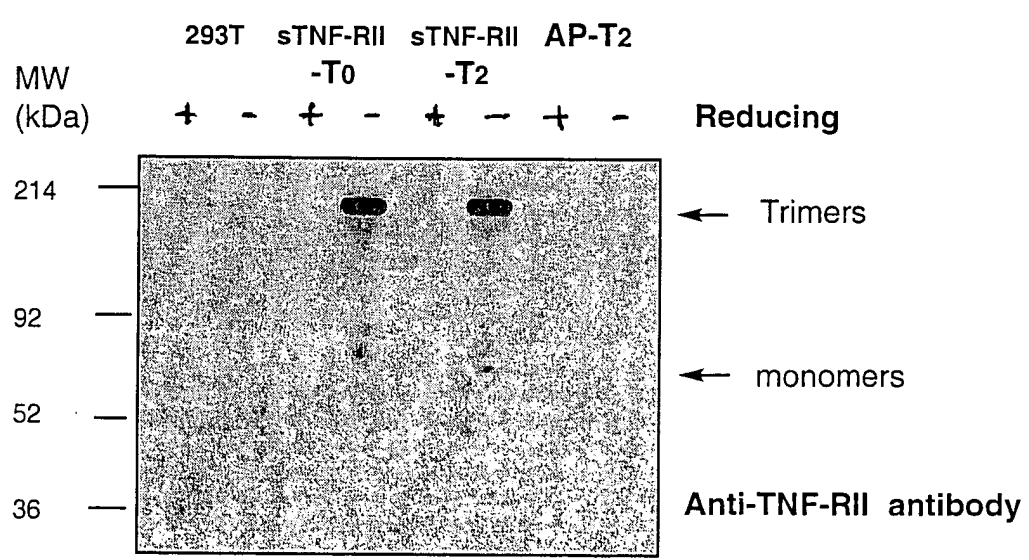 293T sTNF-RII sTNF-RII AP-T2
-T0 -T2
MW
(kDa) + - + - + - + - Reducing
214
Trimers
92
monomers
52
36
Anti-TNF-RII antibody